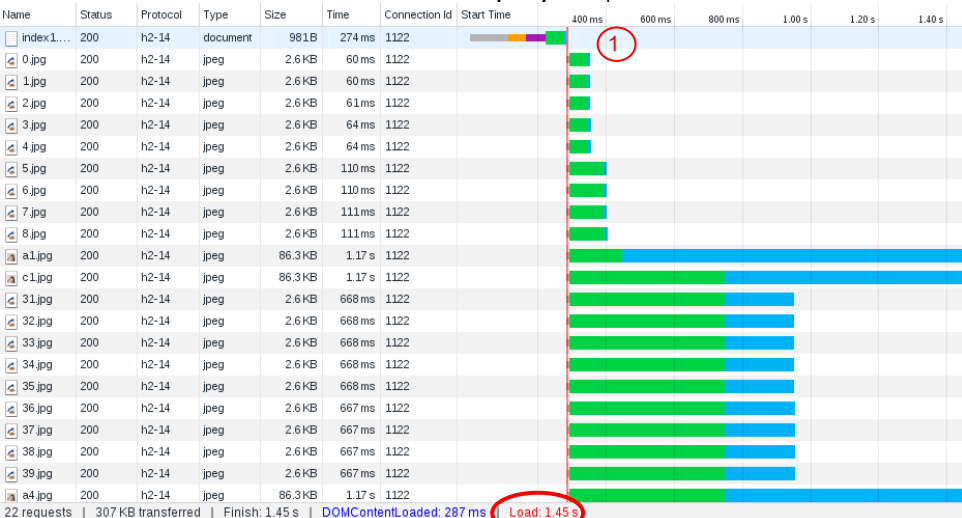 Name Status Protocol Type Size Time Connection Id Start Time 400 ms 600 ms 800 ms 1.00 s 1.20 s 1.40 s
index1.... 200 h2-14 document 981 B 274 ms 1122 1
0.jpg 200 h2-14 jpeg 2.6 KB 60 ms 1122
1.jpg 200 h2-14 jpeg 2.6 KB 60 ms 1122
2.jpg 200 h2-14 jpeg 2.6 KB 61 ms 1122
3.jpg 200 h2-14 jpeg 2.6 KB 64 ms 1122
4.jpg 200 h2-14 jpeg 2.6 KB 64 ms 1122
5.jpg 200 h2-14 jpeg 2.6 KB 110 ms 1122
6.jpg 200 h2-14 jpeg 2.6 KB 110 ms 1122
7.jpg 200 h2-14 jpeg 2.6 KB 111 ms 1122
8.jpg 200 h2-14 jpeg 2.6 KB 111 ms 1122
a1.jpg 200 h2-14 jpeg 86.3 KB 1.17 s 1122
c1.jpg 200 h2-14 jpeg 86.3 KB 1.17 s 1122
31.jpg 200 h2-14 jpeg 2.6 KB 668 ms 1122
32.jpg 200 h2-14 jpeg 2.6 KB 668 ms 1122
33.jpg 200 h2-14 jpeg 2.6 KB 668 ms 1122
34.jpg 200 h2-14 jpeg 2.6 KB 668 ms 1122
35.jpg 200 h2-14 jpeg 2.6 KB 668 ms 1122
36.jpg 200 h2-14 jpeg 2.6 KB 667 ms 1122
37.jpg 200 h2-14 jpeg 2.6 KB 667 ms 1122
38.jpg 200 h2-14 jpeg 2.6 KB 667 ms 1122
39.jpg 200 h2-14 jpeg 2.6 KB 667 ms 1122
a4.jpg 200 h2-14 jpeg 86.3 KB 1.17 s 1122
22 requests | 307 KB transferred | Finish: 1.45 s | DOMContentLoaded: 287 ms | Load: 1.45 s